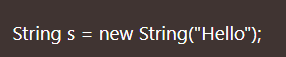 String s = new String("Hello");